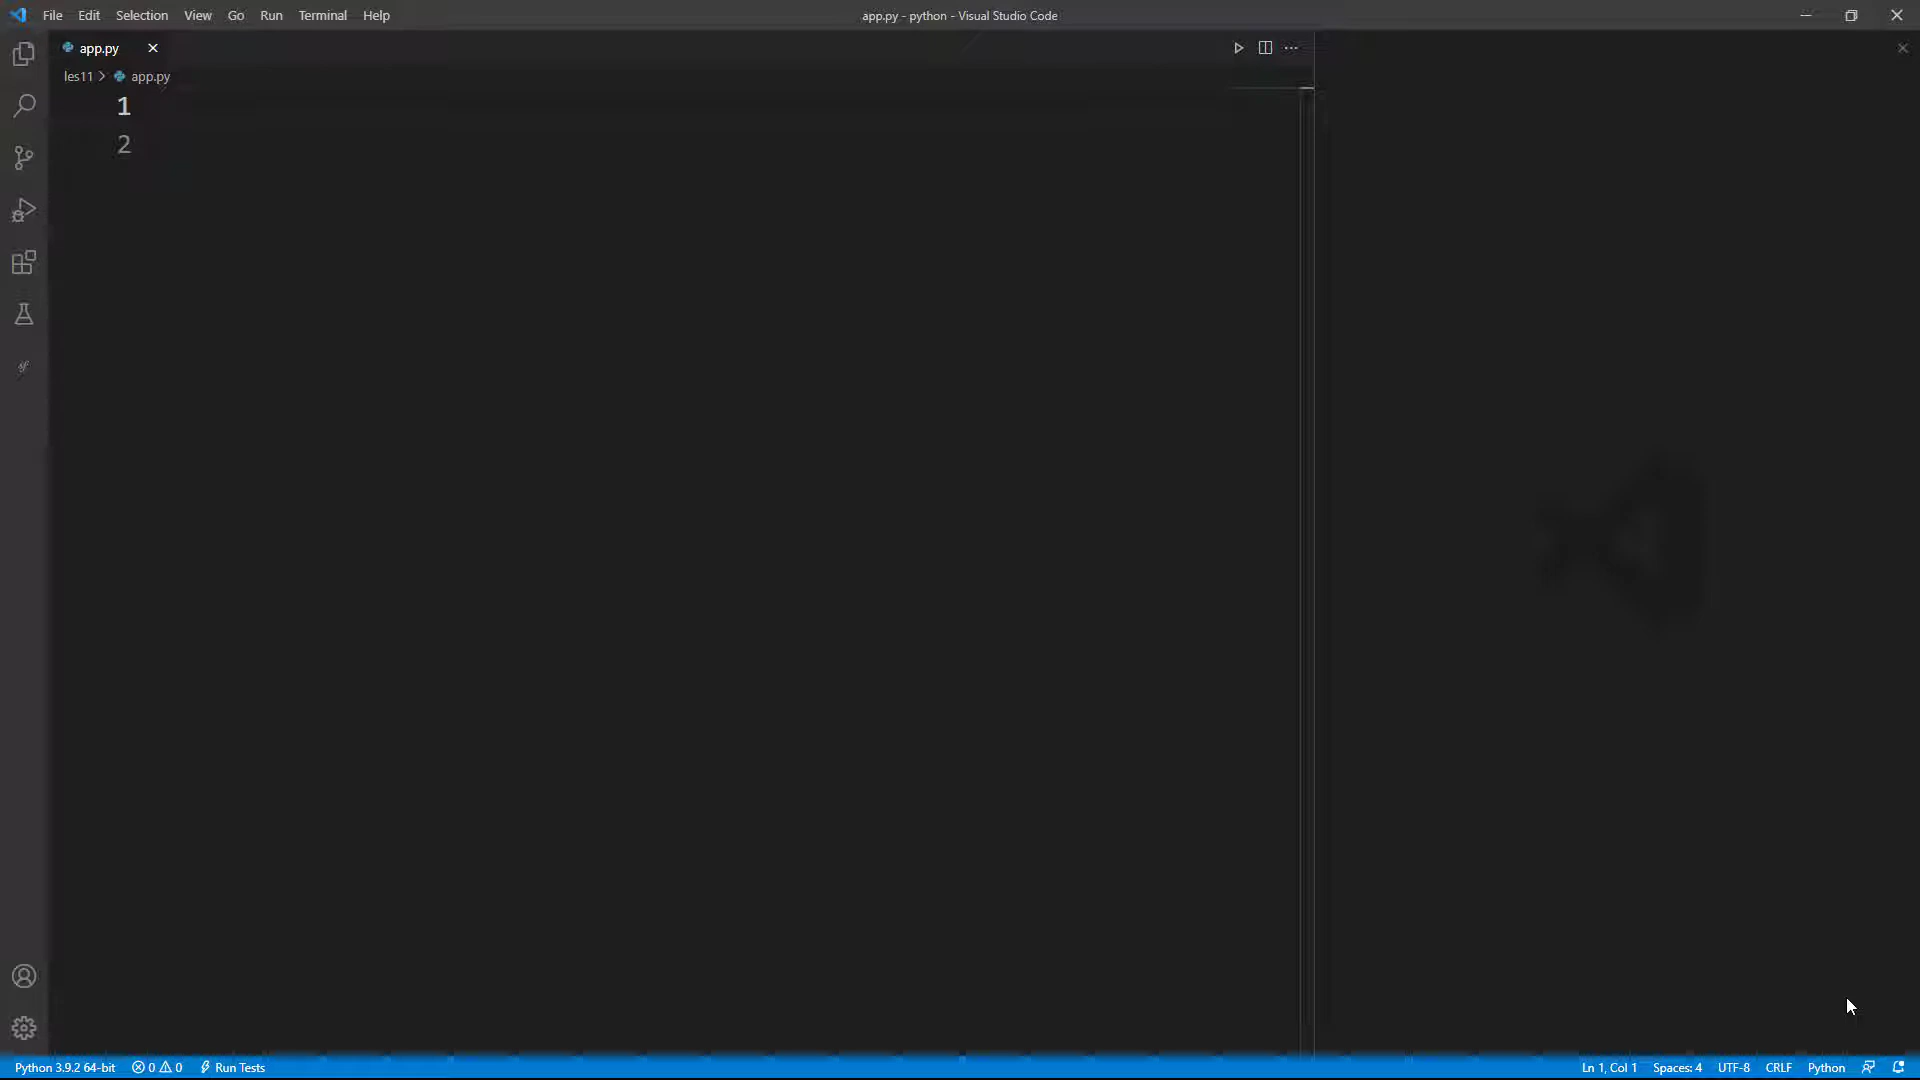 File Edit Selection View Go Run Terminal Help app.py - python - Visual Studio Code
app.py
les11 > app.py
1
2
Python 3.9.2 64-bit 0 0 Run Tests Ln 1, Col 1 Spaces: 4 UTF-8 CRLF Python